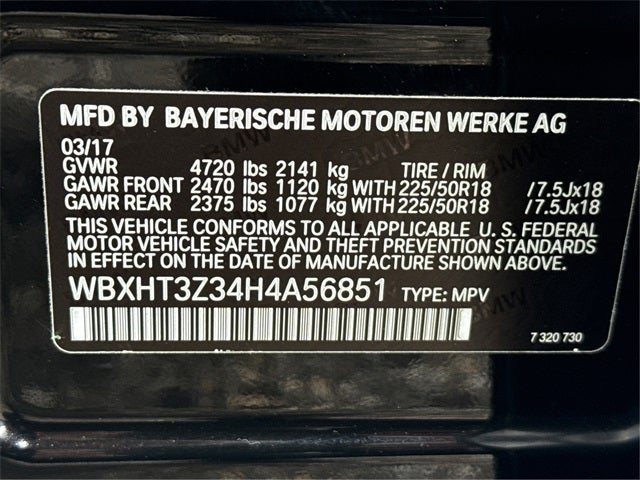 MFD BY BAYERISCHE MOTOREN WERKE AG
03/17
GVWR 4720 lbs 2141 kg TIRE / RIM
GAWR FRONT 2470 lbs 1120 kg WITH 225/50R18 /7.5Jx18
GAWR REAR 2375 lbs 1077 kg WITH 225/50R18 /7.5Jx18
THIS VEHICLE CONFORMS TO ALL APPLICABLE U. S. FEDERAL
MOTOR VEHICLE SAFETY AND THEFT PREVENTION STANDARDS
IN EFFECT ON THE DATE OF MANUFACTURE SHOWN ABOVE.
WBXHT3Z34H4A56851 TYPE: MPV
7 320 730